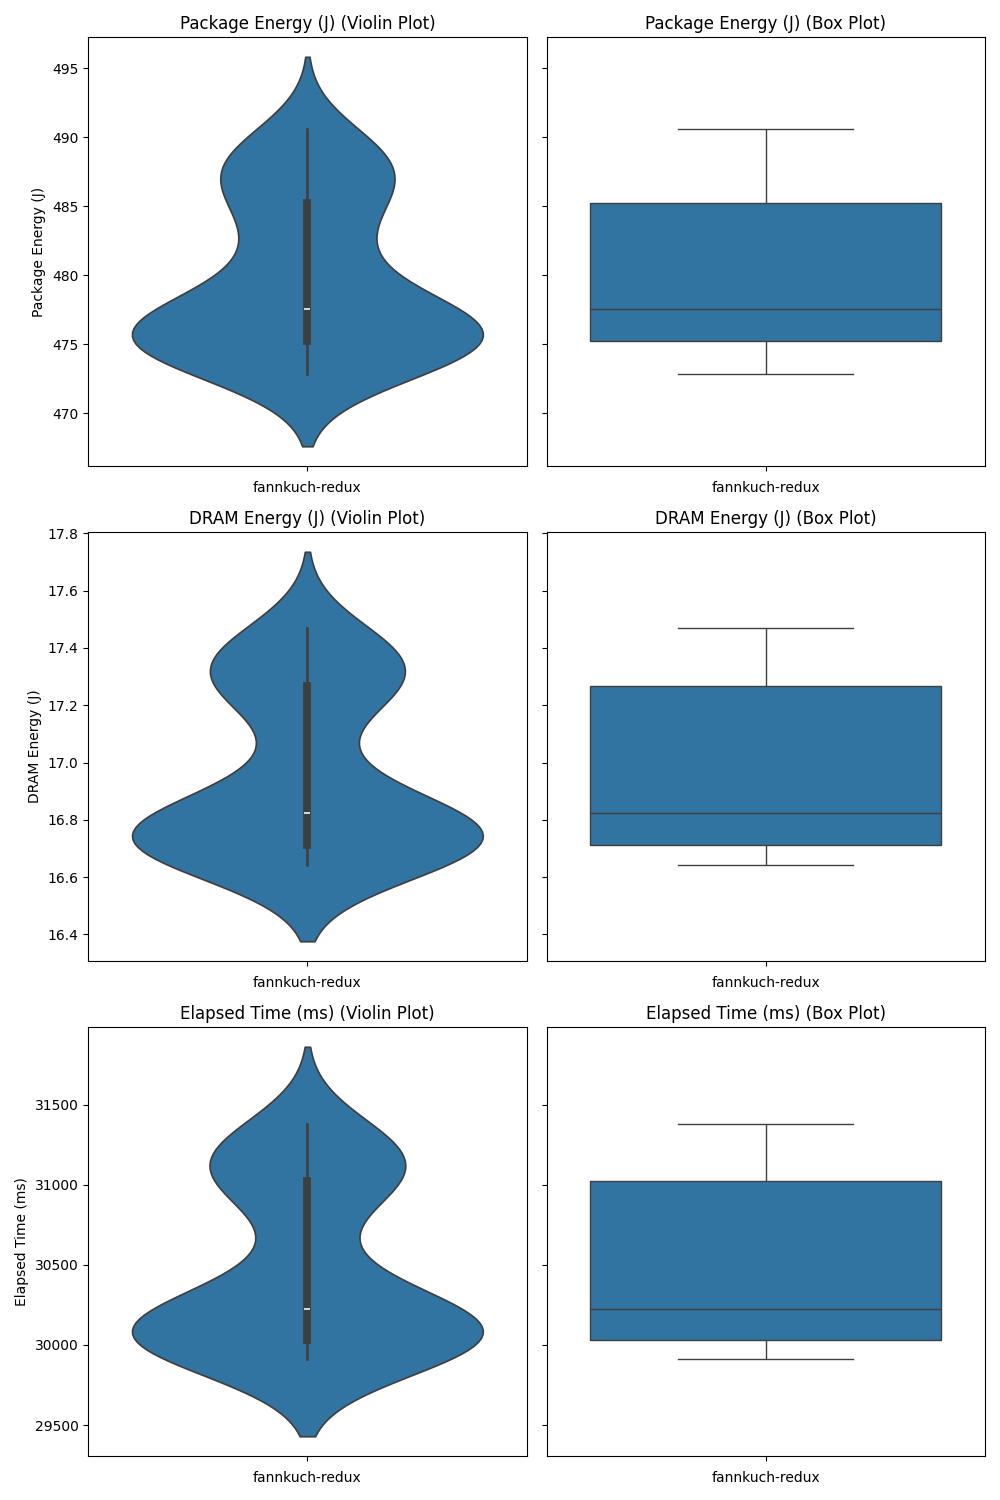 Package Energy (J) (Violin Plot)
Package Energy (J) (Box Plot)
495
490
485
480
475
470
Package Energy (J)
fannkuch-redux
fannkuch-redux
DRAM Energy (J) (Violin Plot)
DRAM Energy (J) (Box Plot)
17.8
17.6
17.4
17.2
17.0
16.8
16.6
16.4
DRAM Energy (J)
fannkuch-redux
fannkuch-redux
Elapsed Time (ms) (Violin Plot)
Elapsed Time (ms) (Box Plot)
31500
31000
30500
30000
29500
Elapsed Time (ms)
fannkuch-redux
fannkuch-redux